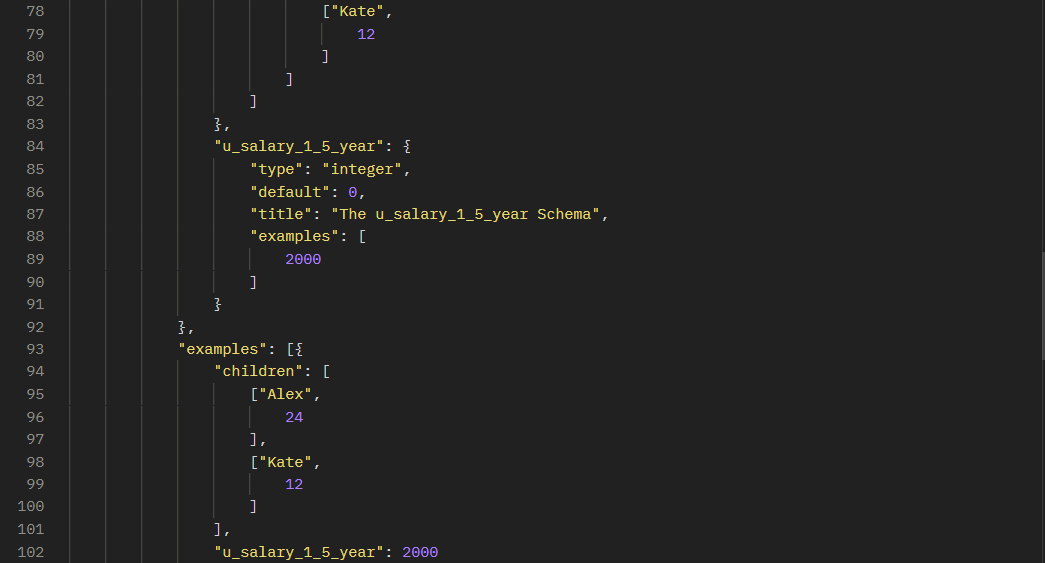 78 ["Kate",
79 12
80 ]
81 ]
82 ]
83 },
84 "u_salary_1_5_year": {
85 "type": "integer",
86 "default": 0,
87 "title": "The u_salary_1_5_year Schema",
88 "examples": [
89 2000
90 ]
91 }
92 },
93 "examples": [{
94 "children": [
95 ["Alex",
96 24
97 ],
98 ["Kate",
99 12
100 ]
101 ],
102 "u_salary_1_5_year": 2000